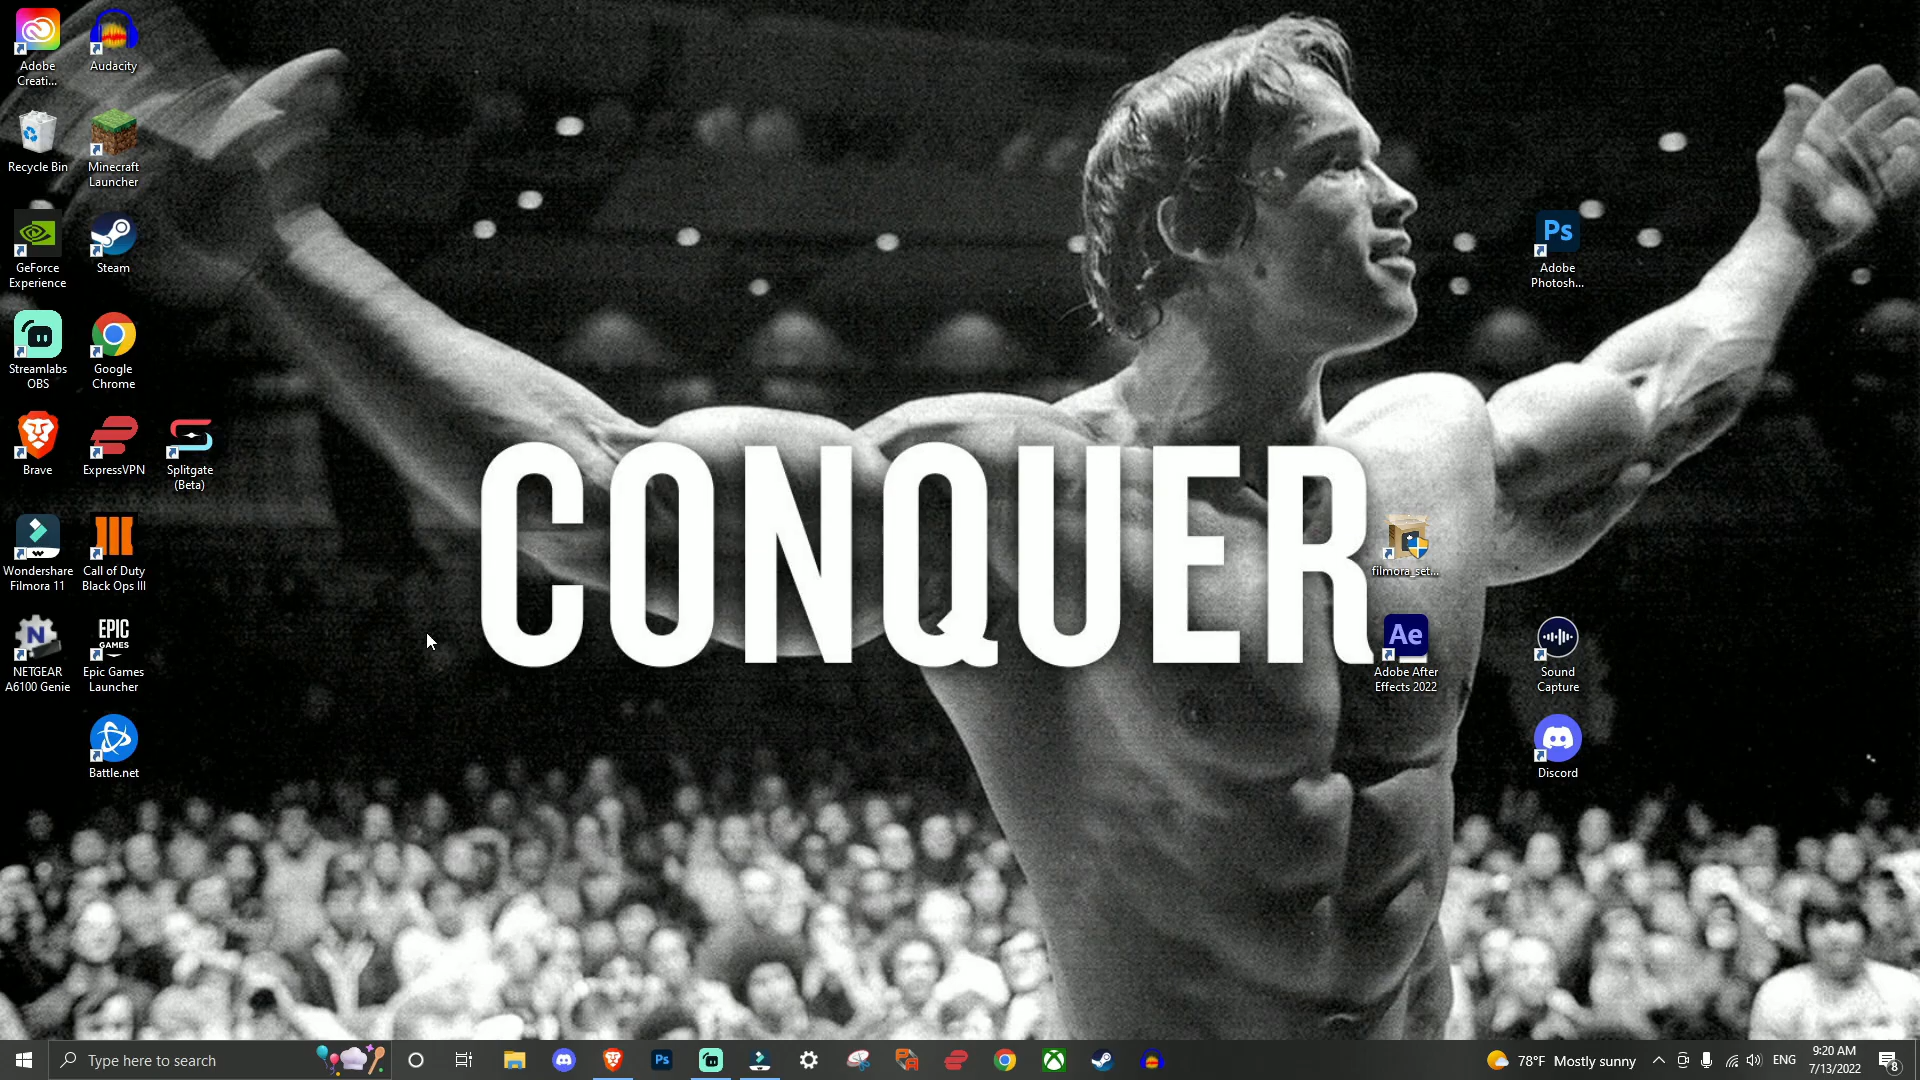 Adobe
Creati...
Audacity
Recycle Bin
Minecraft
Launcher
GeForce
Experience
Steam
Streamlabs
OBS
Google
Chrome
Brave
ExpressVPN
Splitgate
(Beta)
Wondershare
Filmora 11
Call of Duty
Black Ops III
N
NETGEAR
A6100 Genie
EPIC
GAMES
Epic Games
Launcher
Battle.net
CONQUER
Ps
Adobe
Photosh...
filmora_set...
Ae
Adobe After
Effects 2022
Sound
Capture
Discord
Type here to search
Ps
78°F Mostly sunny
ENG
9:20 AM
7/13/2022
8